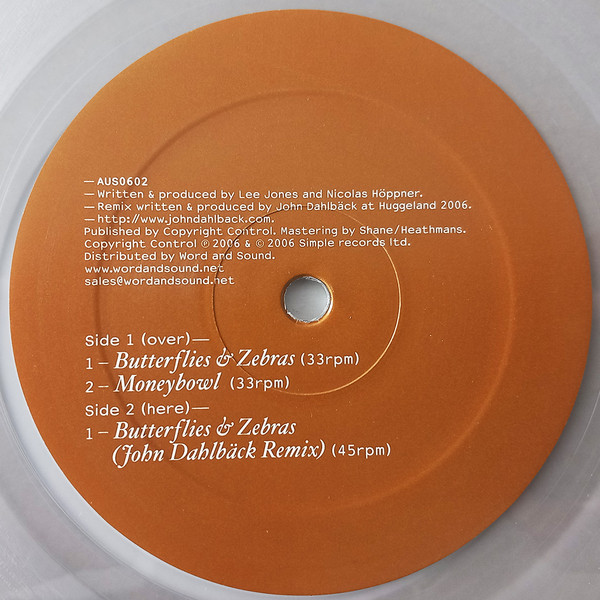 — AUS0602
— Written & produced by Lee Jones and Nicolas Höppner.
— Remix written & produced by John Dahlbäck at Huggeland 2006.
— http://www.johndahlback.com.
Published by Copyright Control. Mastering by Shane/Heathmans.
Copyright Control ℗ 2006 & © 2006 Simple records ltd.
Distributed by Word and Sound.
www.wordandsound.net
sales@wordandsound.net
Side 1 (over)—
1 — Butterflies & Zebras (33rpm)
2 — Moneybowl (33rpm)
Side 2 (here)—
1 — Butterflies & Zebras
(John Dahlbäck Remix) (45rpm)